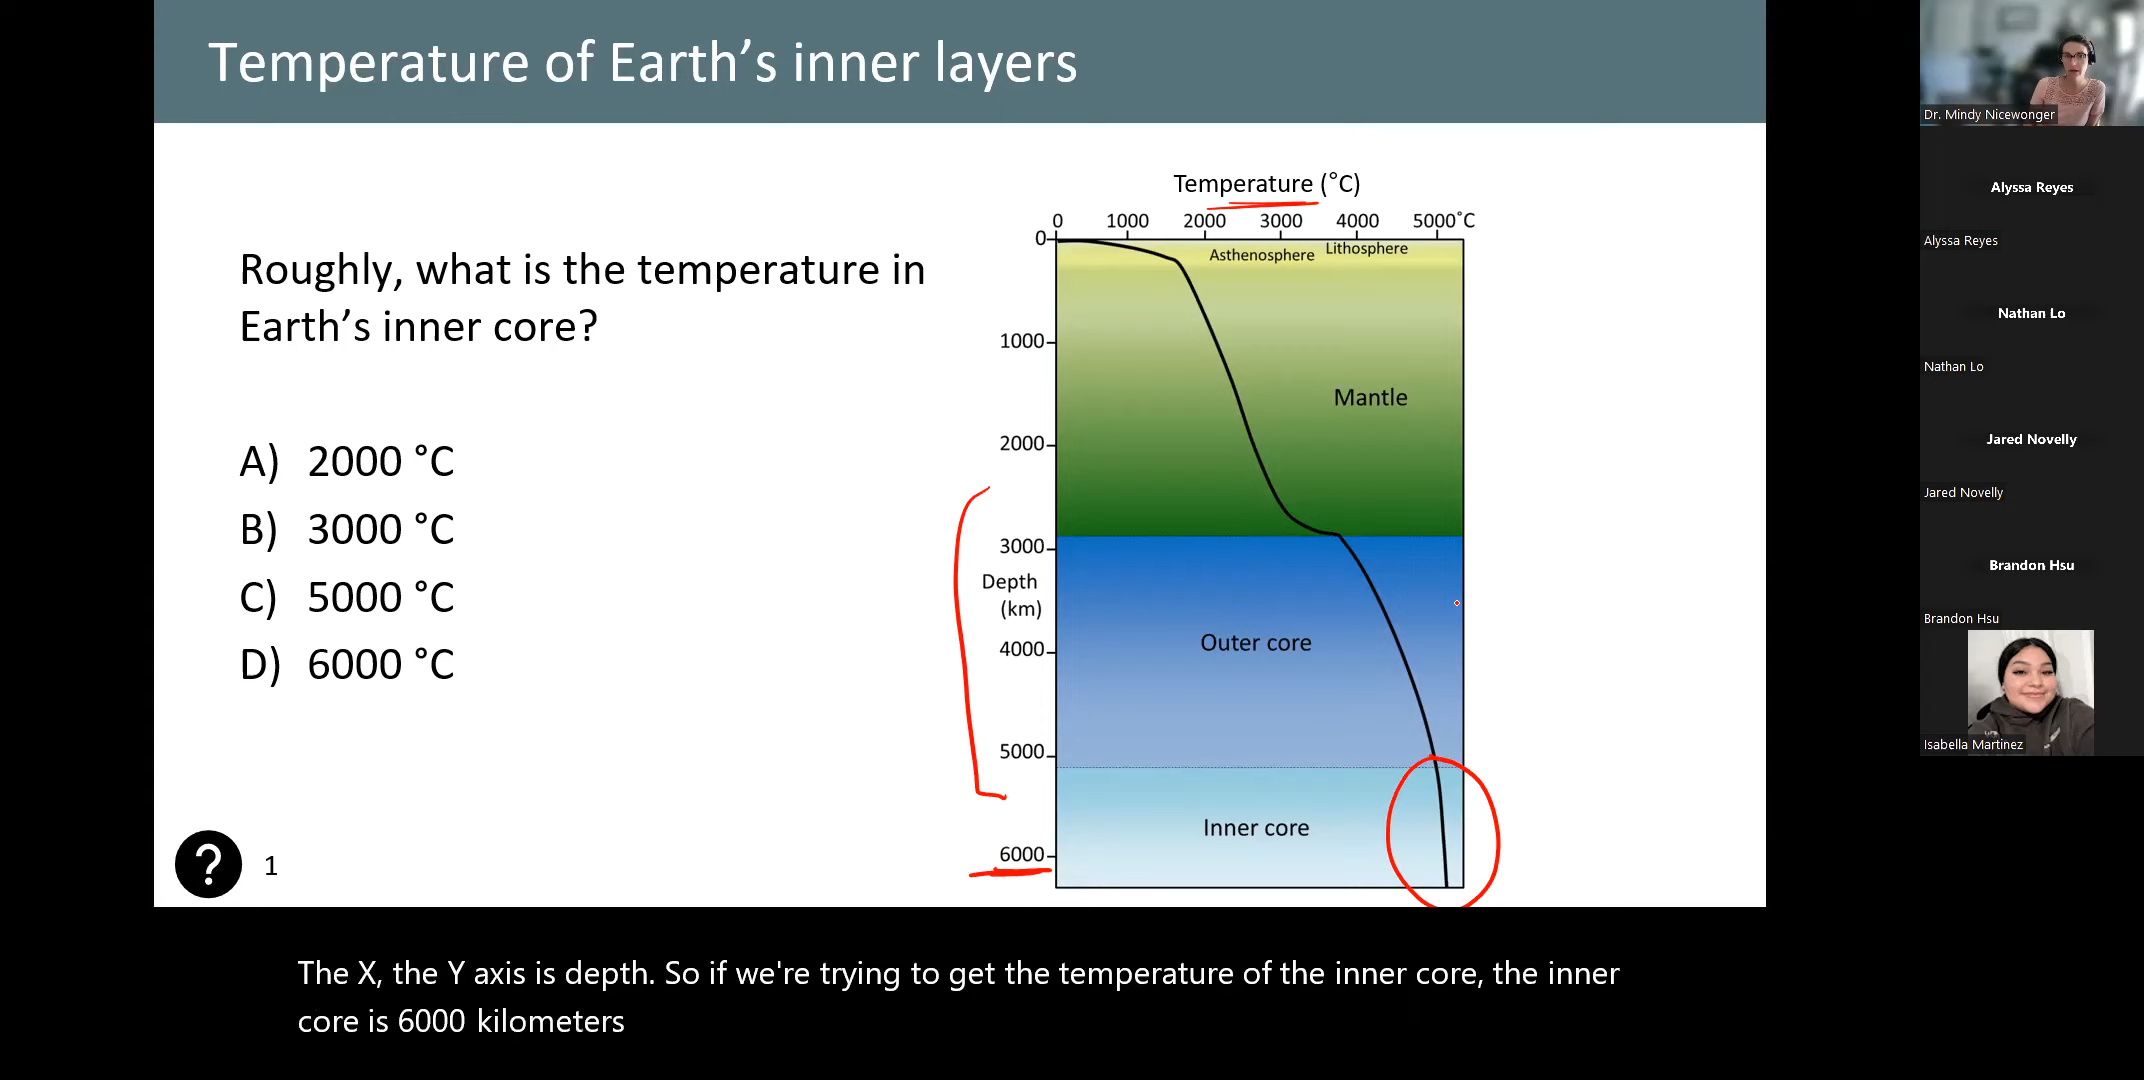 Temperature of Earth’s inner layers
Roughly, what is the temperature in
Earth’s inner core?
A) 2000 °C
B) 3000 °C
C) 5000 °C
D) 6000 °C
? 1
Temperature (°C)
0 1000 2000 3000 4000 5000°C
0
Asthenosphere Lithosphere
1000
Mantle
2000
3000
Depth
(km)
Outer core
4000
5000
Inner core
6000
The X, the Y axis is depth. So if we're trying to get the temperature of the inner core, the inner
core is 6000 kilometers
Dr. Mindy Nicewonger
Alyssa Reyes
Alyssa Reyes
Nathan Lo
Nathan Lo
Jared Novelly
Jared Novelly
Brandon Hsu
Brandon Hsu
Isabella Martinez